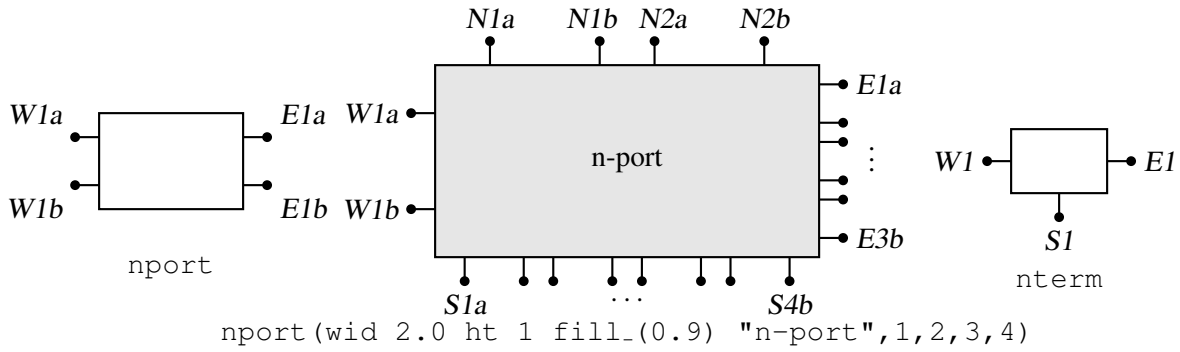 N1a N1b N2a N2b
W1a E1a W1a n-port E1a
⋮
W1 E1
W1b E1b W1b
E3b S1
nport nterm
S1a ... S4b
nport(wid 2.0 ht 1 fill_(0.9) "n-port",1,2,3,4)